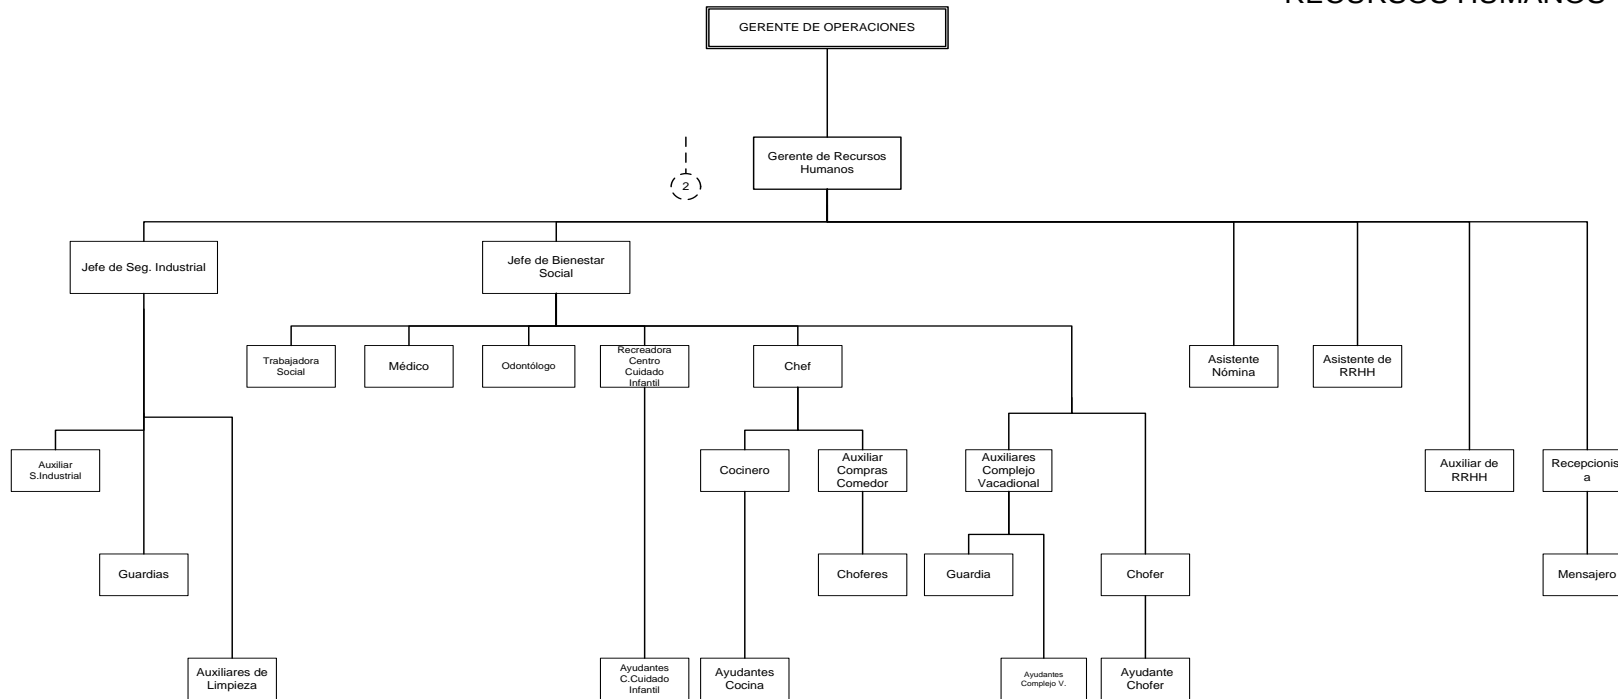 RECURSOS HUMANOS
GERENTE DE OPERACIONES
Gerente de Recursos
Humanos
2
Jefe de Seg. Industrial
Jefe de Bienestar
Social
Trabajadora
Social
Médico
Odontólogo
Recreadora
Centro
Cuidado
Infantil
Chef
Asistente
Nómina
Asistente de
RRHH
Auxiliar
S.Industrial
Cocinero
Auxiliar
Compras
Comedor
Auxiliares
Complejo
Vacadional
Auxiliar de
RRHH
Recepcionis
a
Guardias
Choferes
Guardia
Chofer
Mensajero
Auxiliares de
Limpieza
Ayudantes
C.Cuidado
Infantil
Ayudantes
Cocina
Ayudantes
Complejo V.
Ayudante
Chofer